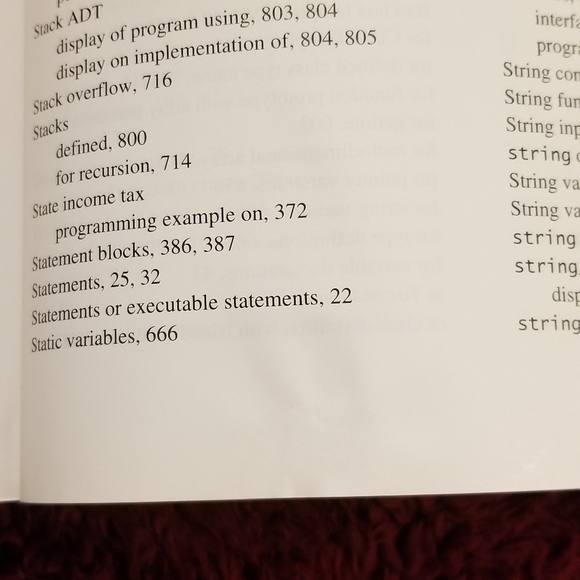 Stack ADT
display of program using, 803, 804
display on implementation of, 804, 805
Stack overflow, 716
Stacks
defined, 800
for recursion, 714
State income tax
programming example on, 372
Statement blocks, 386, 387
Statements, 25, 32
Statements or executable statements, 22
Static variables, 666
String
String
String
string
String
String
string
string
string